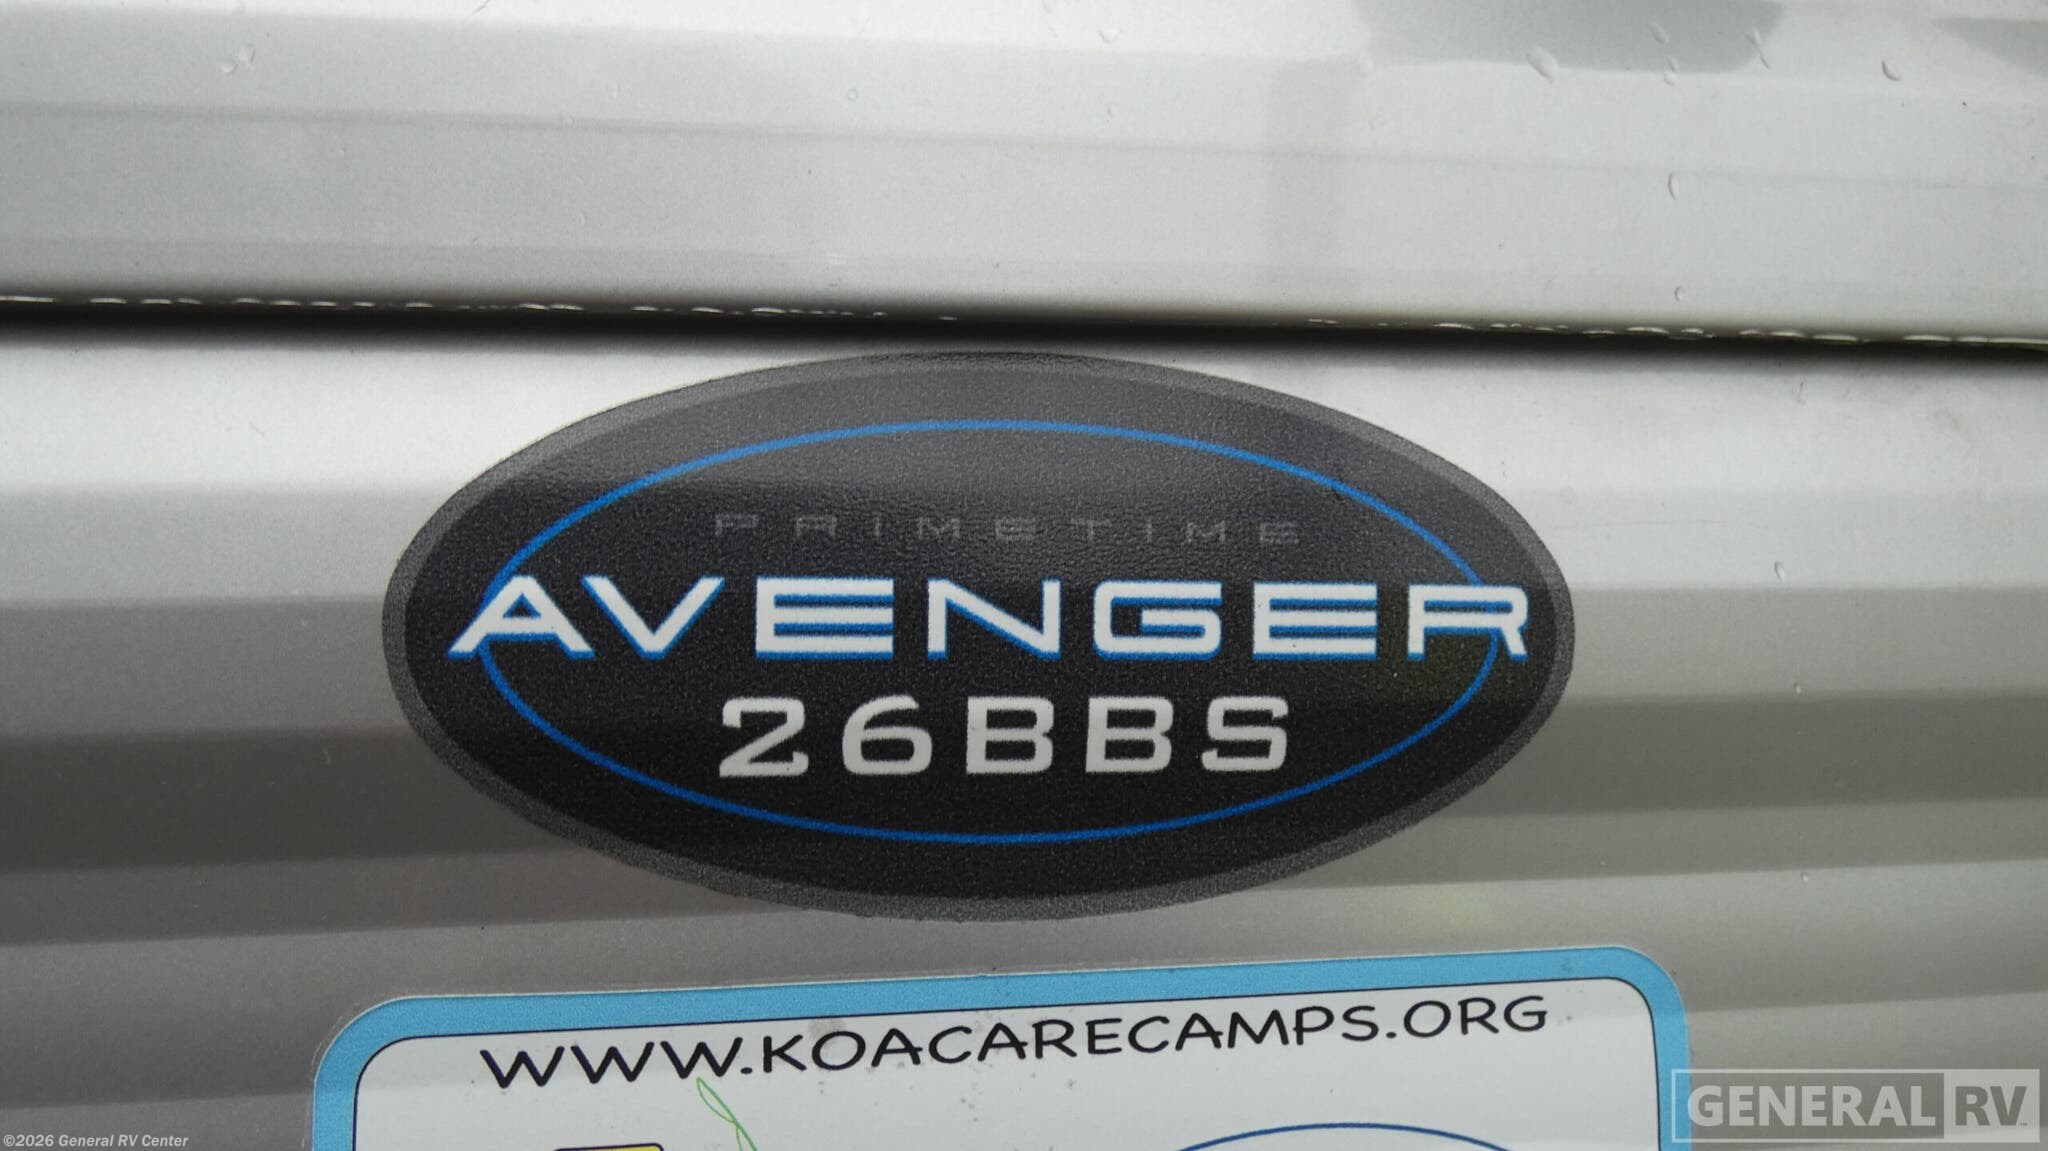 PRIMETIME
AVENGER
26BBS
WWW.KOACARECAMPS.ORG
GENERAL RV
©2026 General RV Center